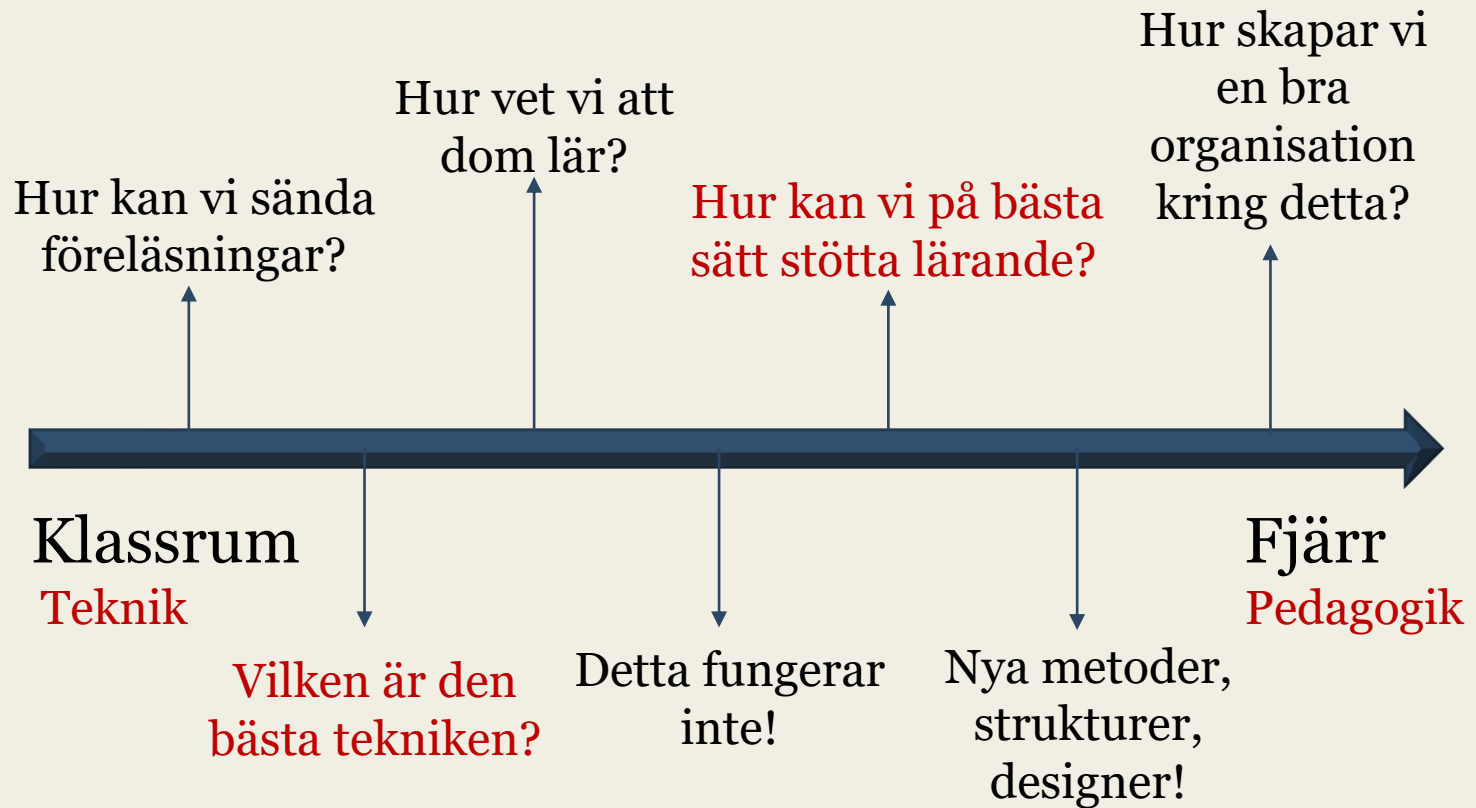 Hur kan vi sända
föreläsningar?
Hur vet vi att
dom lär?
Hur kan vi på bästa
sätt stötta lärande?
Hur skapar vi
en bra
organisation
kring detta?
Klassrum
Teknik
Fjärr
Pedagogik
Vilken är den
bästa tekniken?
Detta fungerar
inte!
Nya metoder,
strukturer,
designer!